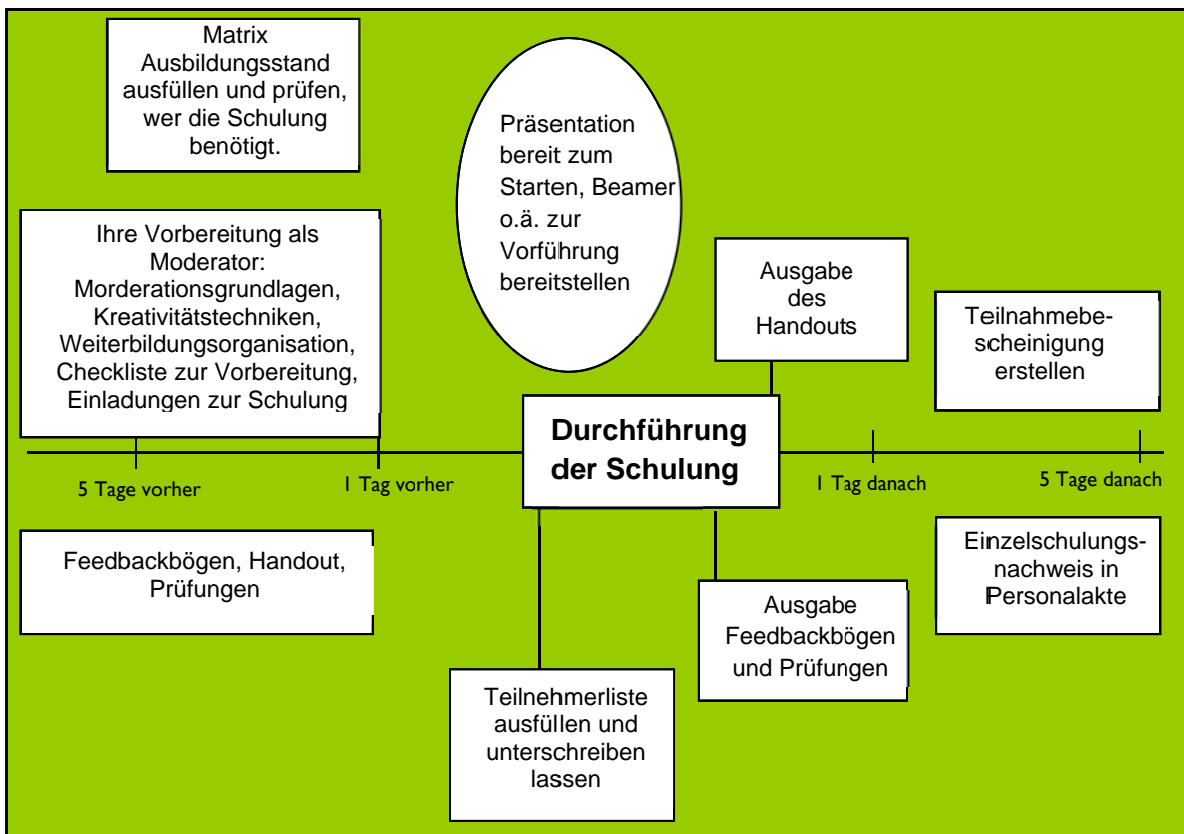 Matrix
Ausbildungsstand
ausfüllen und prüfen,
wer die Schulung
benötigt.
Präsentation
bereit zum
Starten, Beamer
o.ä. zur
Vorführung
bereitstellen
Ihre Vorbereitung als
Moderator:
Morderationsgrundlagen,
Kreativitätstechniken,
Weiterbildungsorganisation,
Checkliste zur Vorbereitung,
Einladungen zur Schulung
Ausgabe
des
Handouts
Teilnahmebe-
scheinigung
erstellen
Durchführung
der Schulung
5 Tage vorher
1 Tag vorher
1 Tag danach
5 Tage danach
Feedbackbögen, Handout,
Prüfungen
Einzelschulungs-
nachweis in
Personalakte
Ausgabe
Feedbackbögen
und Prüfungen
Teilnehmerliste
ausfüllen und
unterschreiben
lassen